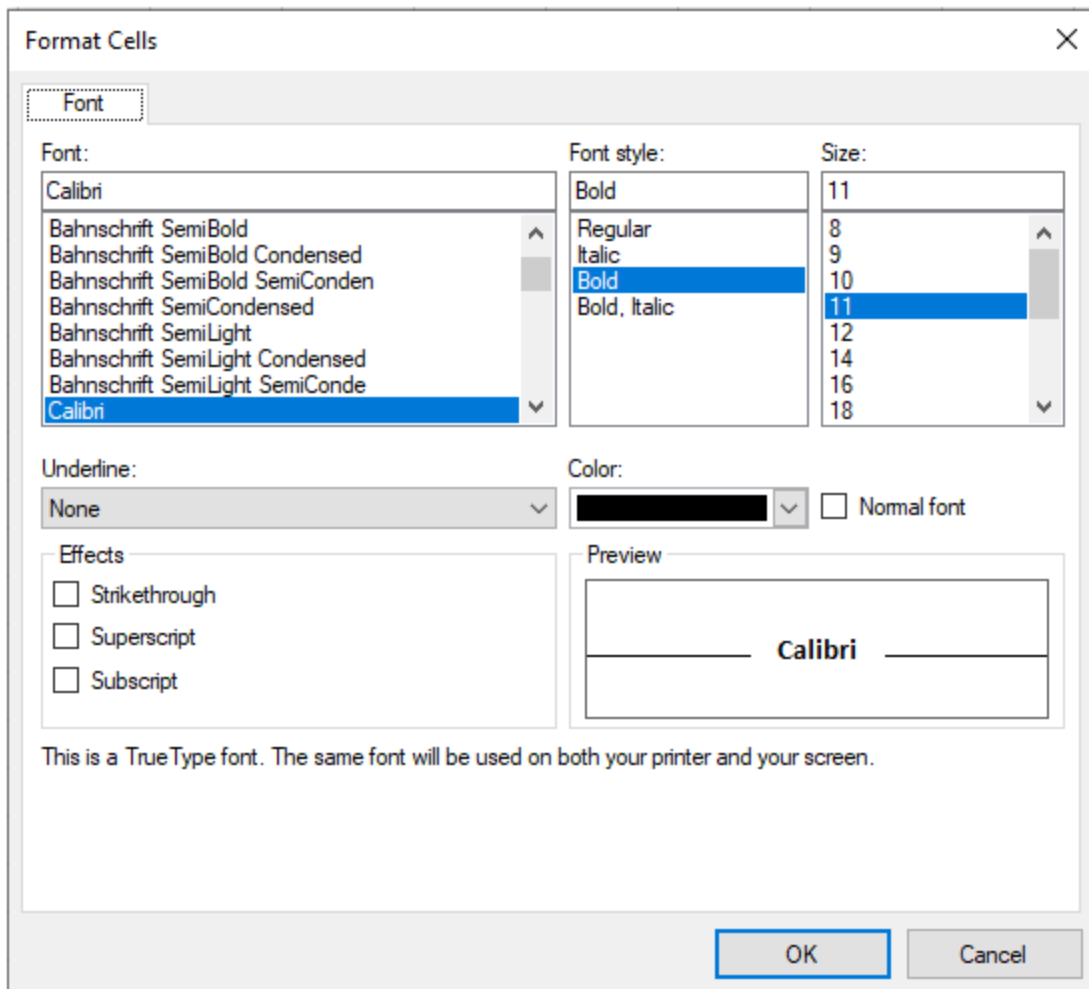 Format Cells
Font
Font:
Font style:
Size:
Calibri
Bold
11
Bahnschrift SemiBold
Bahnschrift SemiBold Condensed
Bahnschrift SemiBold SemiConden
Bahnschrift SemiCondensed
Bahnschrift SemiLight
Bahnschrift SemiLight Condensed
Bahnschrift SemiLight SemiConde
Calibri
Regular
Italic
Bold
Bold, Italic
8
9
10
11
12
14
16
18
Underline:
Color:
None
Normal font
Effects
Strikethrough
Superscript
Subscript
Preview
Calibri
This is a TrueType font. The same font will be used on both your printer and your screen.
OK
Cancel